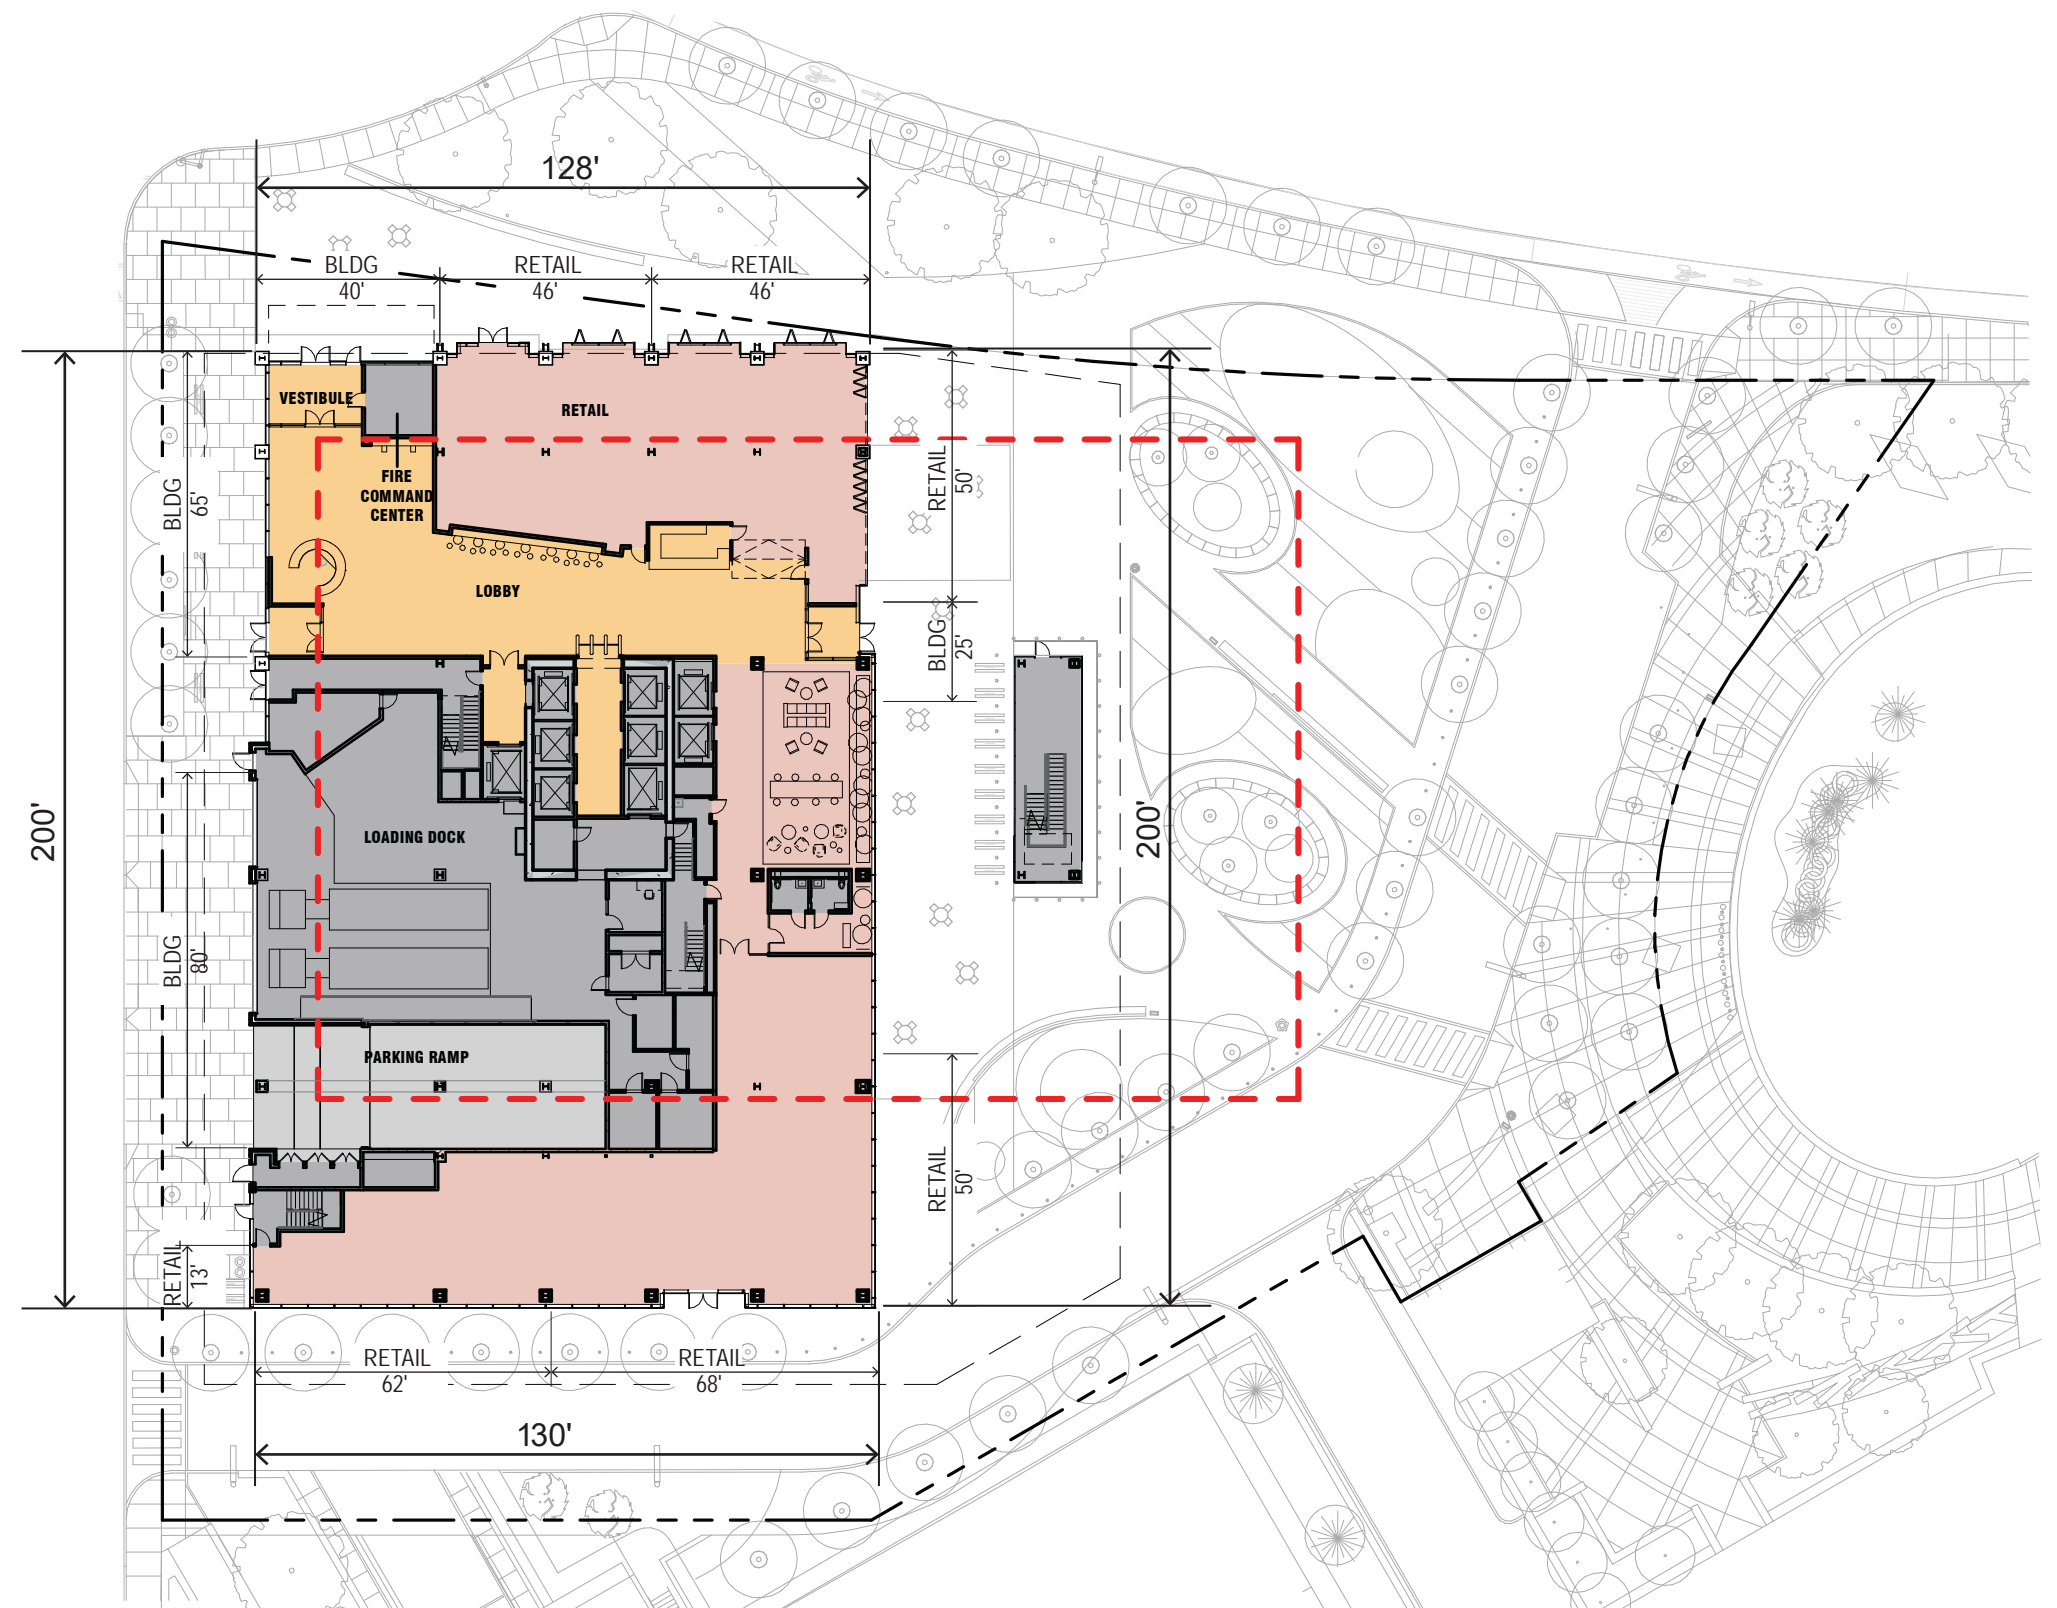 128'
BLDG
40'
RETAIL
46'
RETAIL
46'
VESTIBULE
RETAIL
FIRE
COMMAND
CENTER
LOBBY
BLDG
65'
RETAIL
50'
BLDG
25'
200'
200'
LOADING DOCK
BLDG
80'
PARKING RAMP
RETAIL
50'
RETAIL
13'
RETAIL
62'
RETAIL
68'
130'